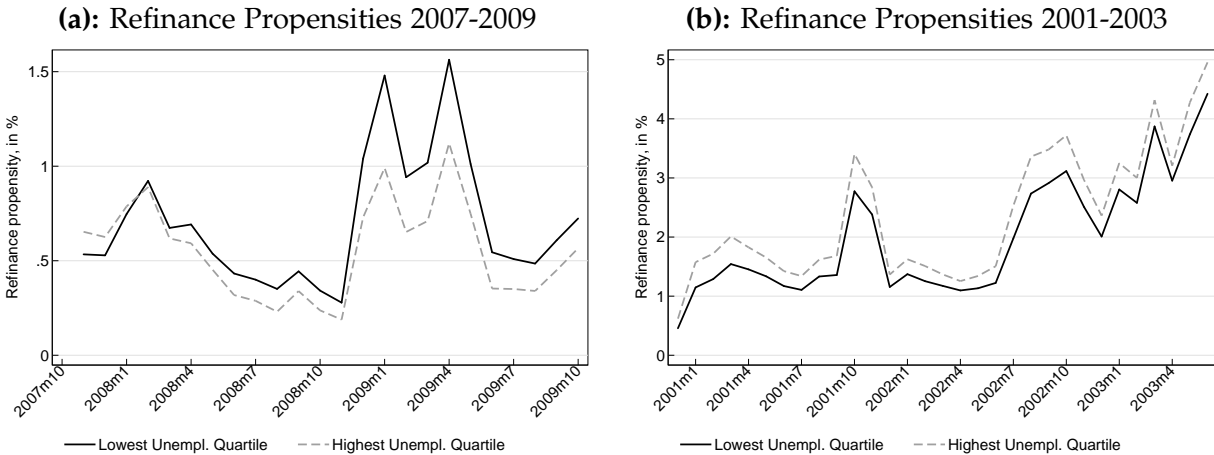 (a): Refinance Propensities 2007-2009
Refinance propensity, in %
1.5
1
.5
0
2007m10
2008m1
2008m4
2008m7
2008m10
2009m1
2009m4
2009m7
2009m10
Lowest Unempl. Quartile
Highest Unempl. Quartile
(b): Refinance Propensities 2001-2003
Refinance propensity, in %
5
4
3
2
1
0
2001m1
2001m4
2001m7
2001m10
2002m1
2002m4
2002m7
2002m10
2003m1
2003m4
Lowest Unempl. Quartile
Highest Unempl. Quartile